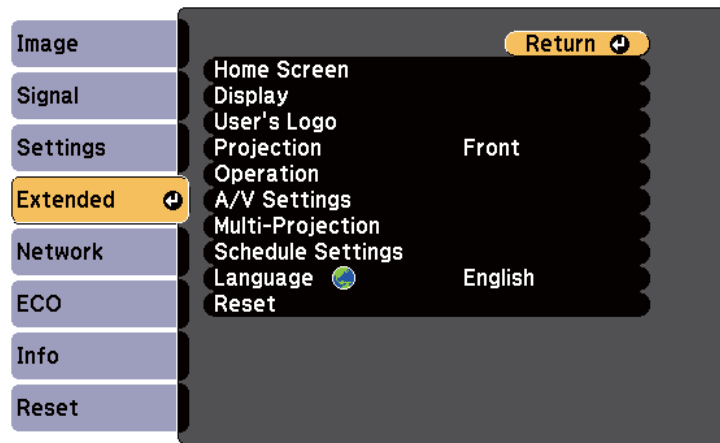 Image
Signal
Settings
Extended
Network
ECO
Info
Reset
Return
Home Screen
Display
User's Logo
Projection Front
Operation
A/V Settings
Multi-Projection
Schedule Settings
Language English
Reset